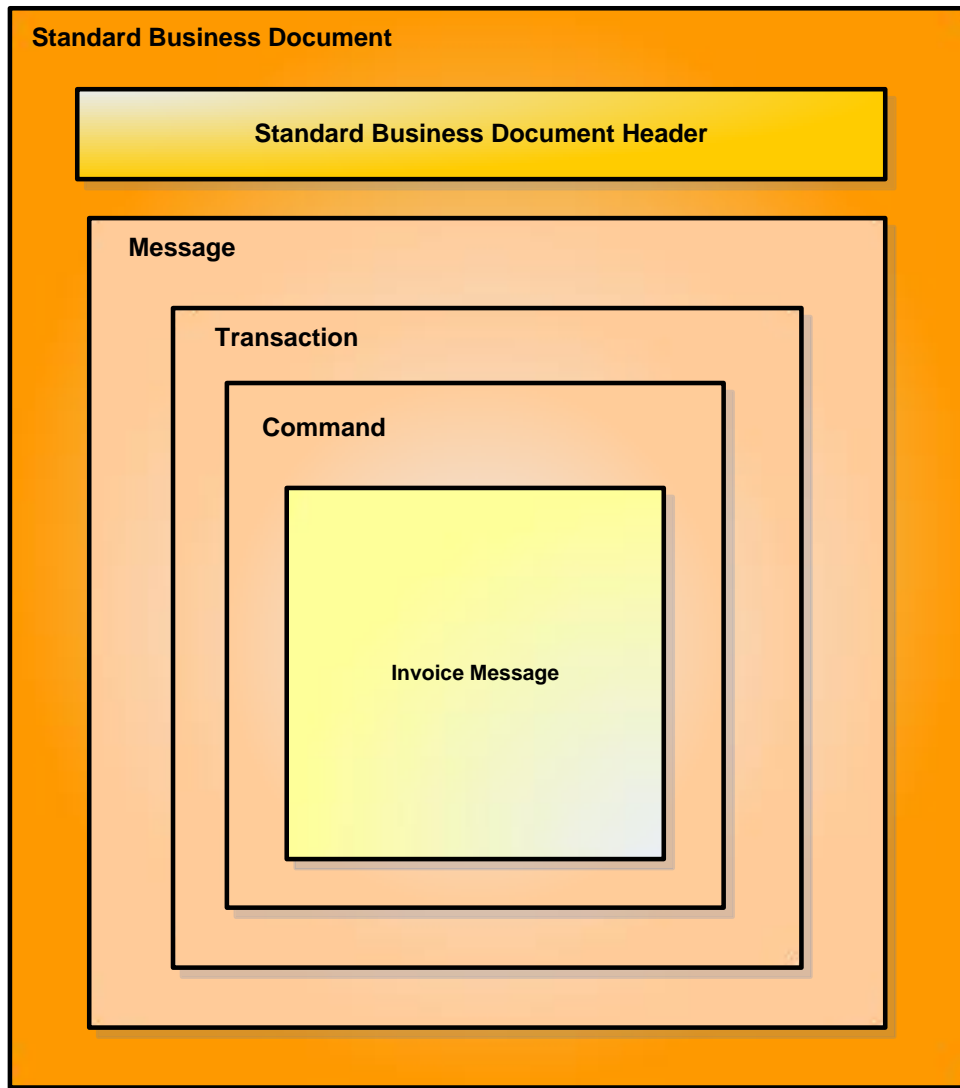 Standard Business Document
Standard Business Document Header
Message
Transaction
Command
Invoice Message